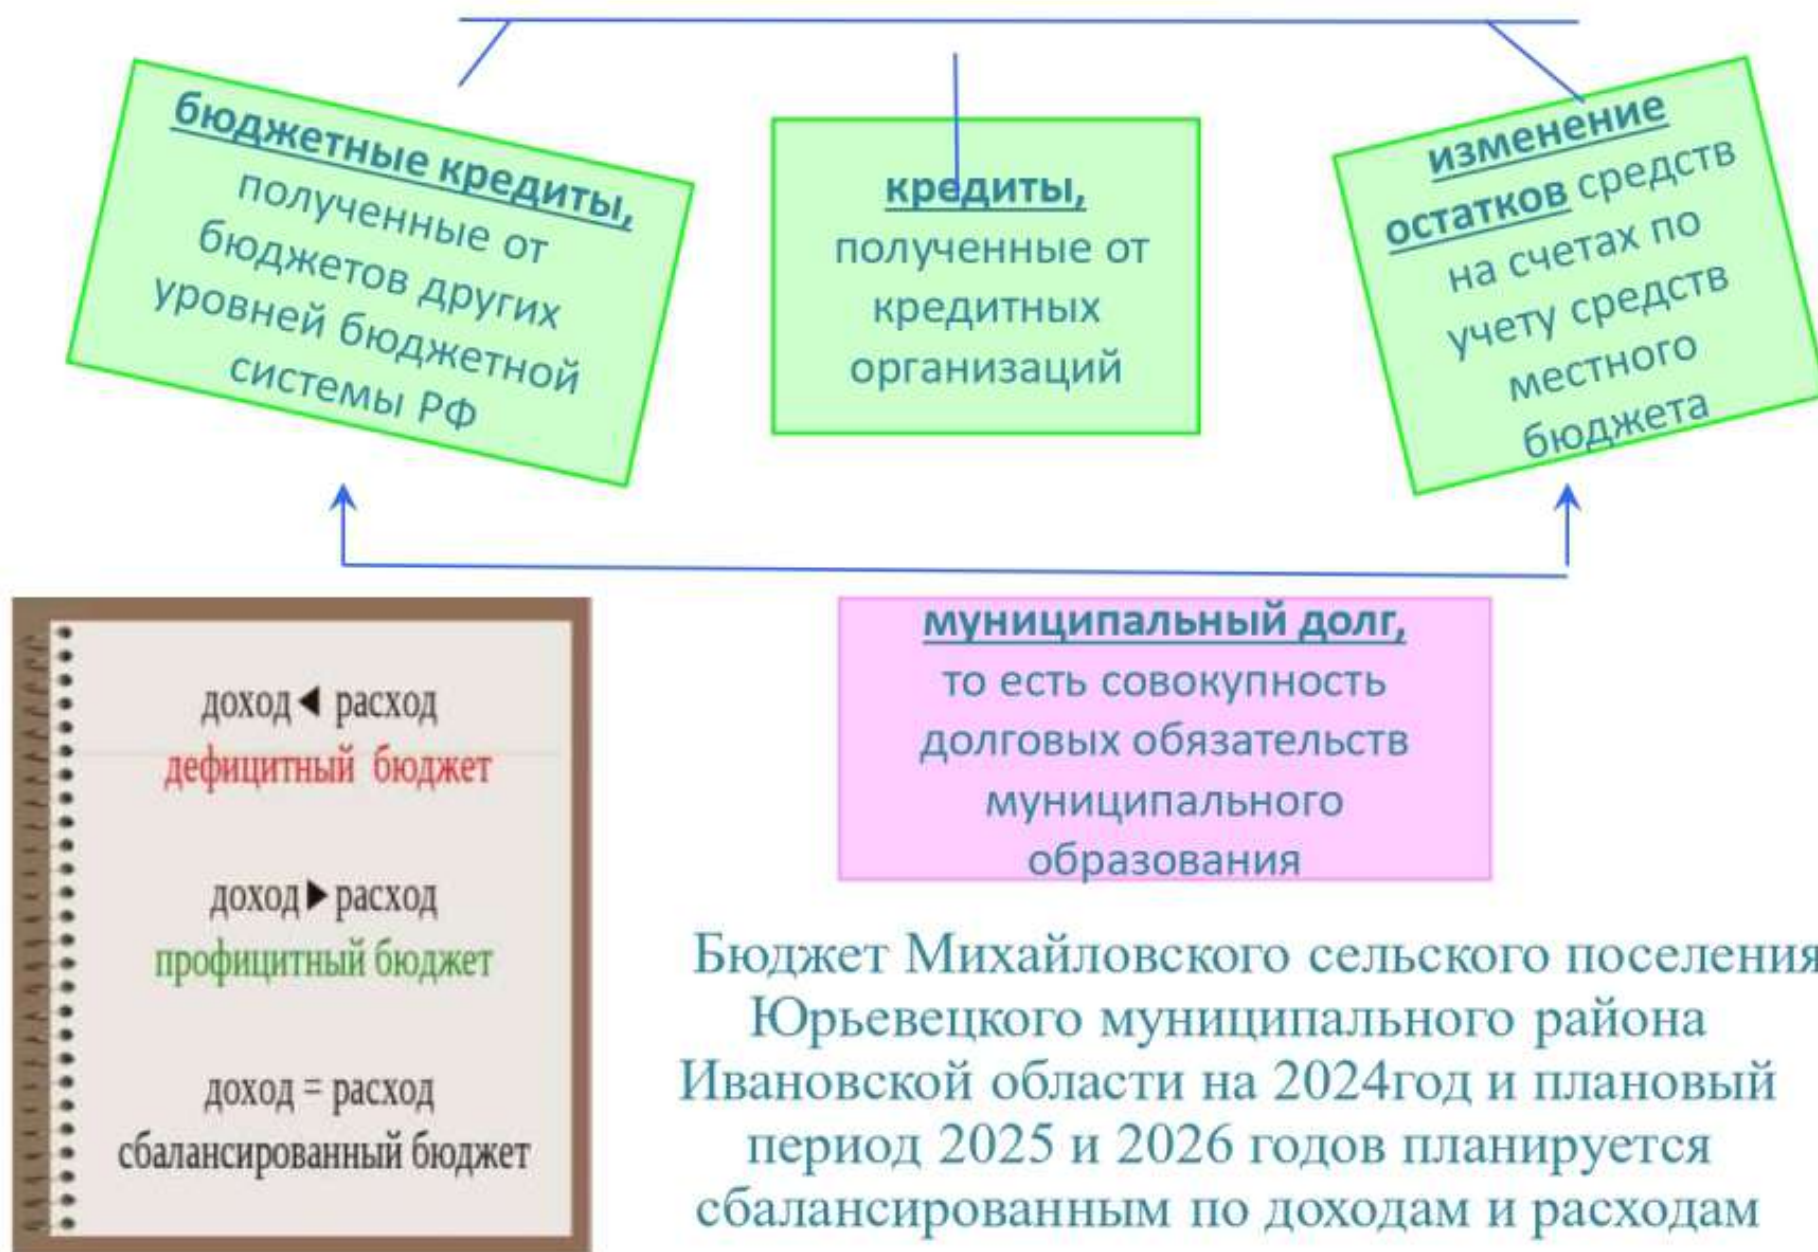 бюджетные кредиты,
полученные от
бюджетов других
уровней бюджетной
системы РФ
кредиты,
полученные от
кредитных
организаций
изменение
остатков средств
на счетах по
учету средств
местного
бюджета
муниципальный долг,
то есть совокупность
долговых обязательств
муниципального
образования
доход ◀ расход
дефицитный бюджет
доход ▶ расход
профицитный бюджет
доход = расход
сбалансированный бюджет
Бюджет Михайловского сельского поселения
Юрьевецкого муниципального района
Ивановской области на 2024год и плановый
период 2025 и 2026 годов планируется
сбалансированным по доходам и расходам